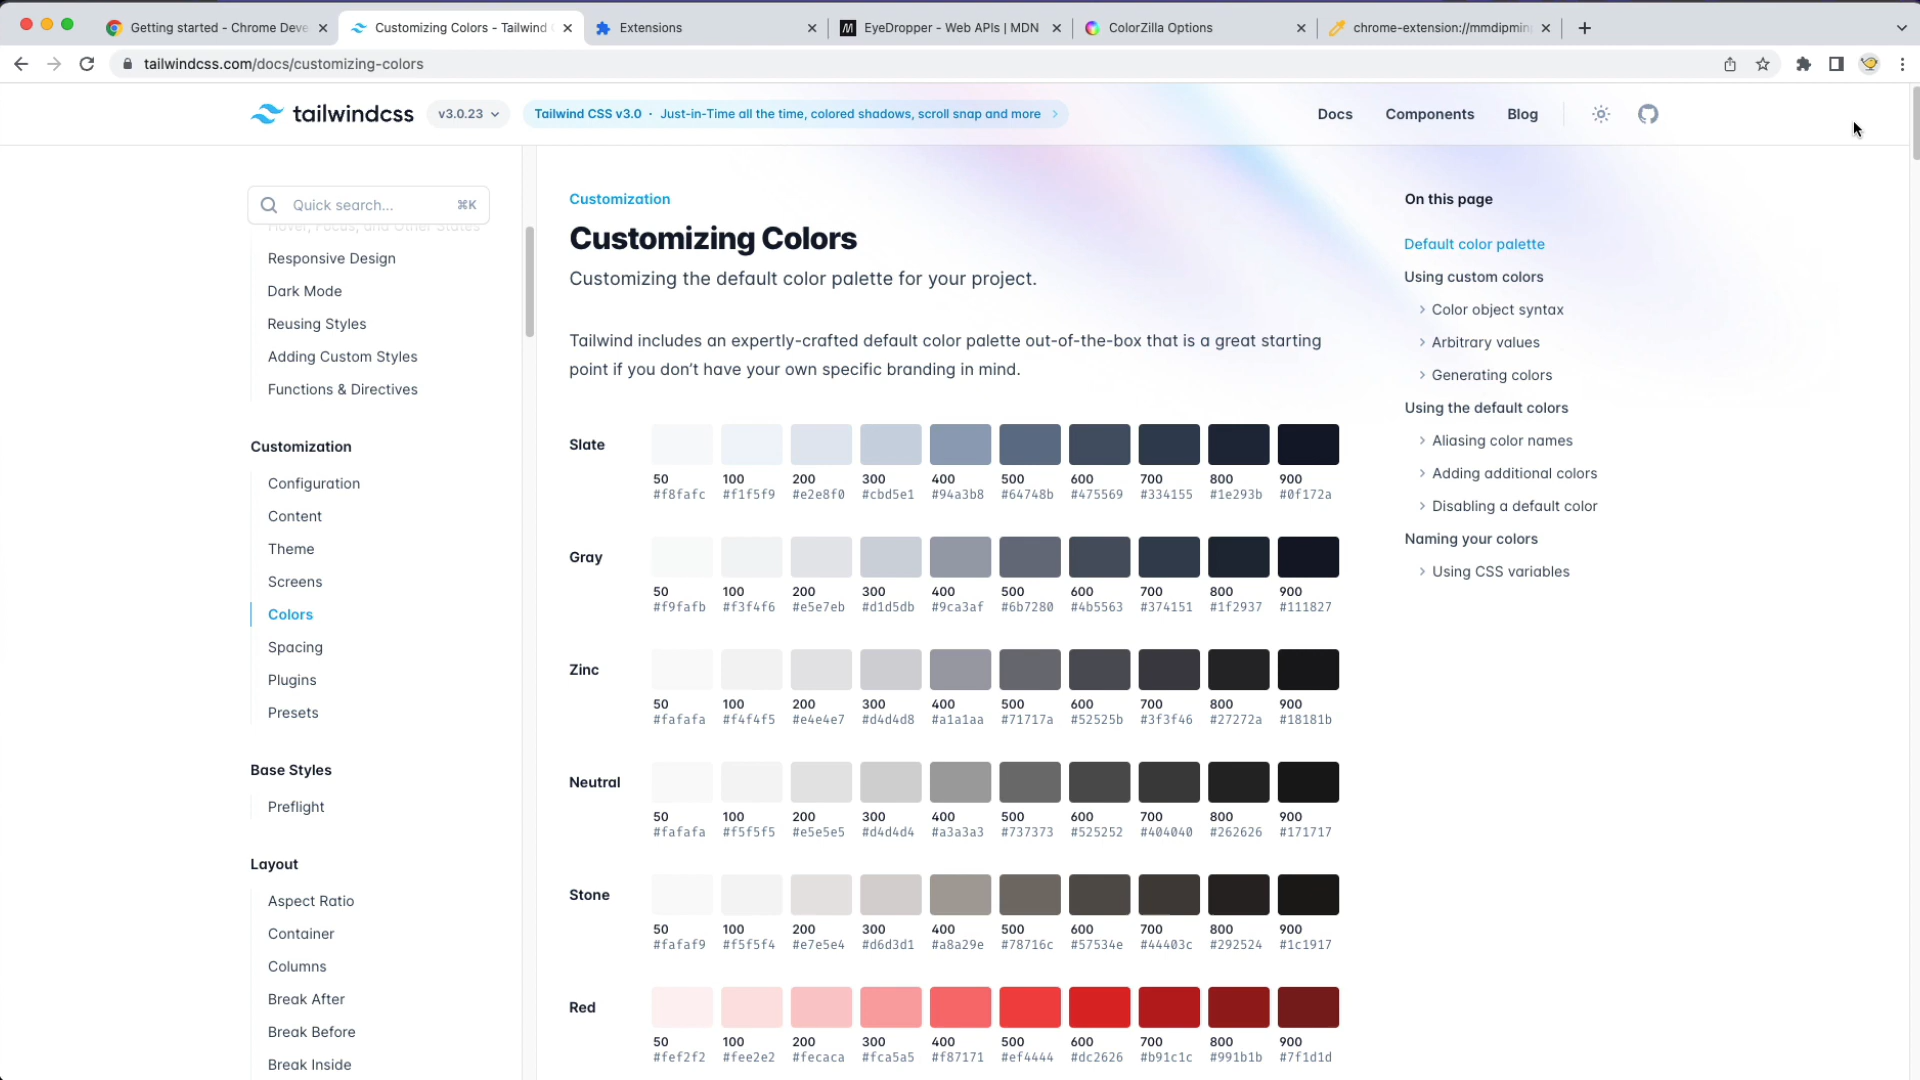 Getting started - Chrome Deve
Customizing Colors - Tailwind
Extensions
EyeDropper - Web APIs | MDN
ColorZilla Options
chrome-extension://mmdipmin
tailwindcss.com/docs/customizing-colors
tailwindcss
v3.0.23
Tailwind CSS v3.0 · Just-in-Time all the time, colored shadows, scroll snap and more
Docs
Components
Blog
Quick search...
⌘K
Hover, Focus, and Other States
Responsive Design
Dark Mode
Reusing Styles
Adding Custom Styles
Functions & Directives
Customization
Configuration
Content
Theme
Screens
Colors
Spacing
Plugins
Presets
Base Styles
Preflight
Layout
Aspect Ratio
Container
Columns
Break After
Break Before
Break Inside
Customization
Customizing Colors
Customizing the default color palette for your project.
Tailwind includes an expertly-crafted default color palette out-of-the-box that is a great starting
point if you don’t have your own specific branding in mind.
Slate
50 100 200 300 400 500 600 700 800 900
#f8fafc #f1f5f9 #e2e8f0 #cbd5e1 #94a3b8 #64748b #475569 #334155 #1e293b #0f172a
Gray
50 100 200 300 400 500 600 700 800 900
#f9fafb #f3f4f6 #e5e7eb #d1d5db #9ca3af #6b7280 #4b5563 #374151 #1f2937 #111827
Zinc
50 100 200 300 400 500 600 700 800 900
#fafafa #f4f4f5 #e4e4e7 #d4d4d8 #a1a1aa #71717a #52525b #3f3f46 #27272a #18181b
Neutral
50 100 200 300 400 500 600 700 800 900
#fafafa #f5f5f5 #e5e5e5 #d4d4d4 #a3a3a3 #737373 #525252 #404040 #262626 #171717
Stone
50 100 200 300 400 500 600 700 800 900
#fafaf9 #f5f5f4 #e7e5e4 #d6d3d1 #a8a29e #78716c #57534e #44403c #292524 #1c1917
Red
50 100 200 300 400 500 600 700 800 900
#fef2f2 #fee2e2 #fecaca #fca5a5 #f87171 #ef4444 #dc2626 #b91c1c #991b1b #7f1d1d
On this page
Default color palette
Using custom colors
Color object syntax
Arbitrary values
Generating colors
Using the default colors
Aliasing color names
Adding additional colors
Disabling a default color
Naming your colors
Using CSS variables